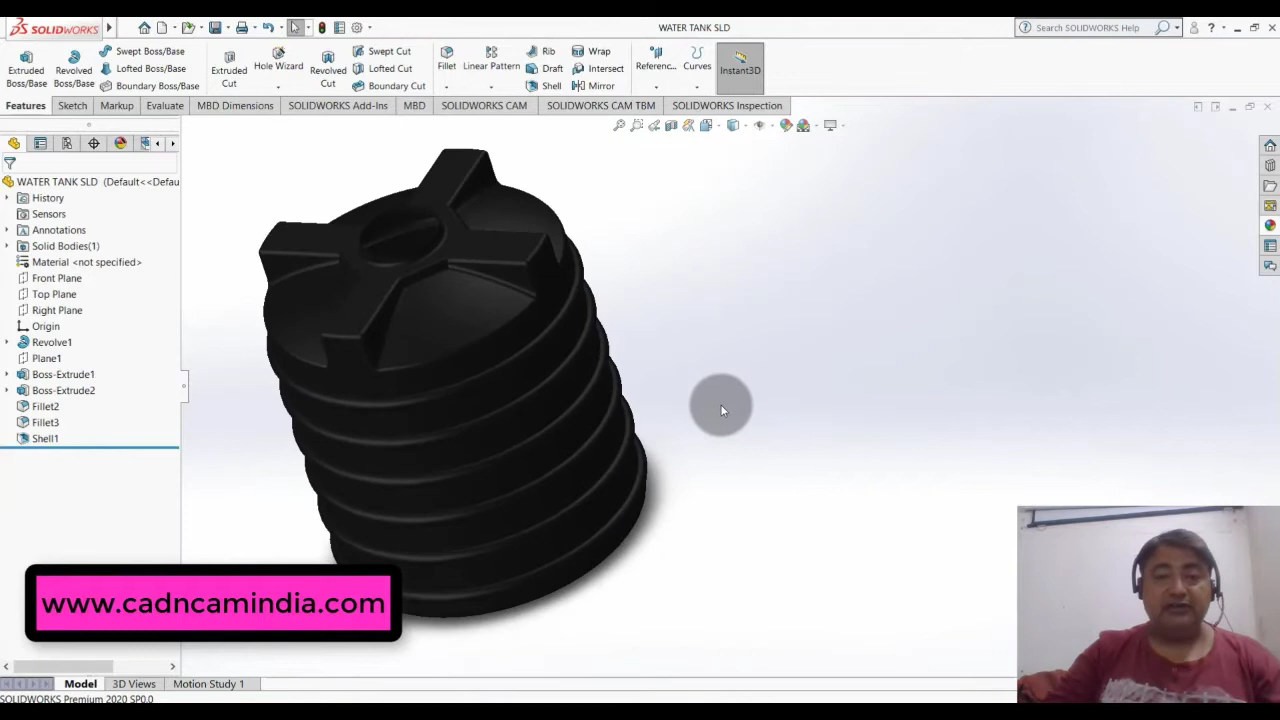 SOLIDWORKS
WATER TANK SLD
Search SOLIDWORKS Help
?
Extruded Boss/Base
Revolved Boss/Base
Swept Boss/Base
Lofted Boss/Base
Boundary Boss/Base
Extruded Cut
Hole Wizard
Revolved Cut
Swept Cut
Lofted Cut
Boundary Cut
Fillet
Linear Pattern
Rib
Draft
Shell
Wrap
Intersect
Mirror
Referenc...
Curves
Instant3D
Features
Sketch
Markup
Evaluate
MBD Dimensions
SOLIDWORKS Add-Ins
MBD
SOLIDWORKS CAM
SOLIDWORKS CAM TBM
SOLIDWORKS Inspection
WATER TANK SLD (Default<<Defau
History
Sensors
Annotations
Solid Bodies(1)
Material <not specified>
Front Plane
Top Plane
Right Plane
Origin
Revolve1
Plane1
Boss-Extrude1
Boss-Extrude2
Fillet2
Fillet3
Shell1
www.cadncamindia.com
Model
3D Views
Motion Study 1
SOLIDWORKS Premium 2020 SP0.0